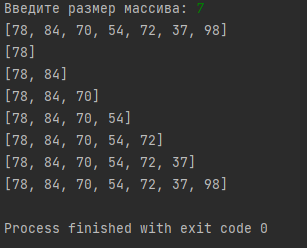 Введите размер массива: 7
[78, 84, 70, 54, 72, 37, 98]
[78]
[78, 84]
[78, 84, 70]
[78, 84, 70, 54]
[78, 84, 70, 54, 72]
[78, 84, 70, 54, 72, 37]
[78, 84, 70, 54, 72, 37, 98]
Process finished with exit code 0